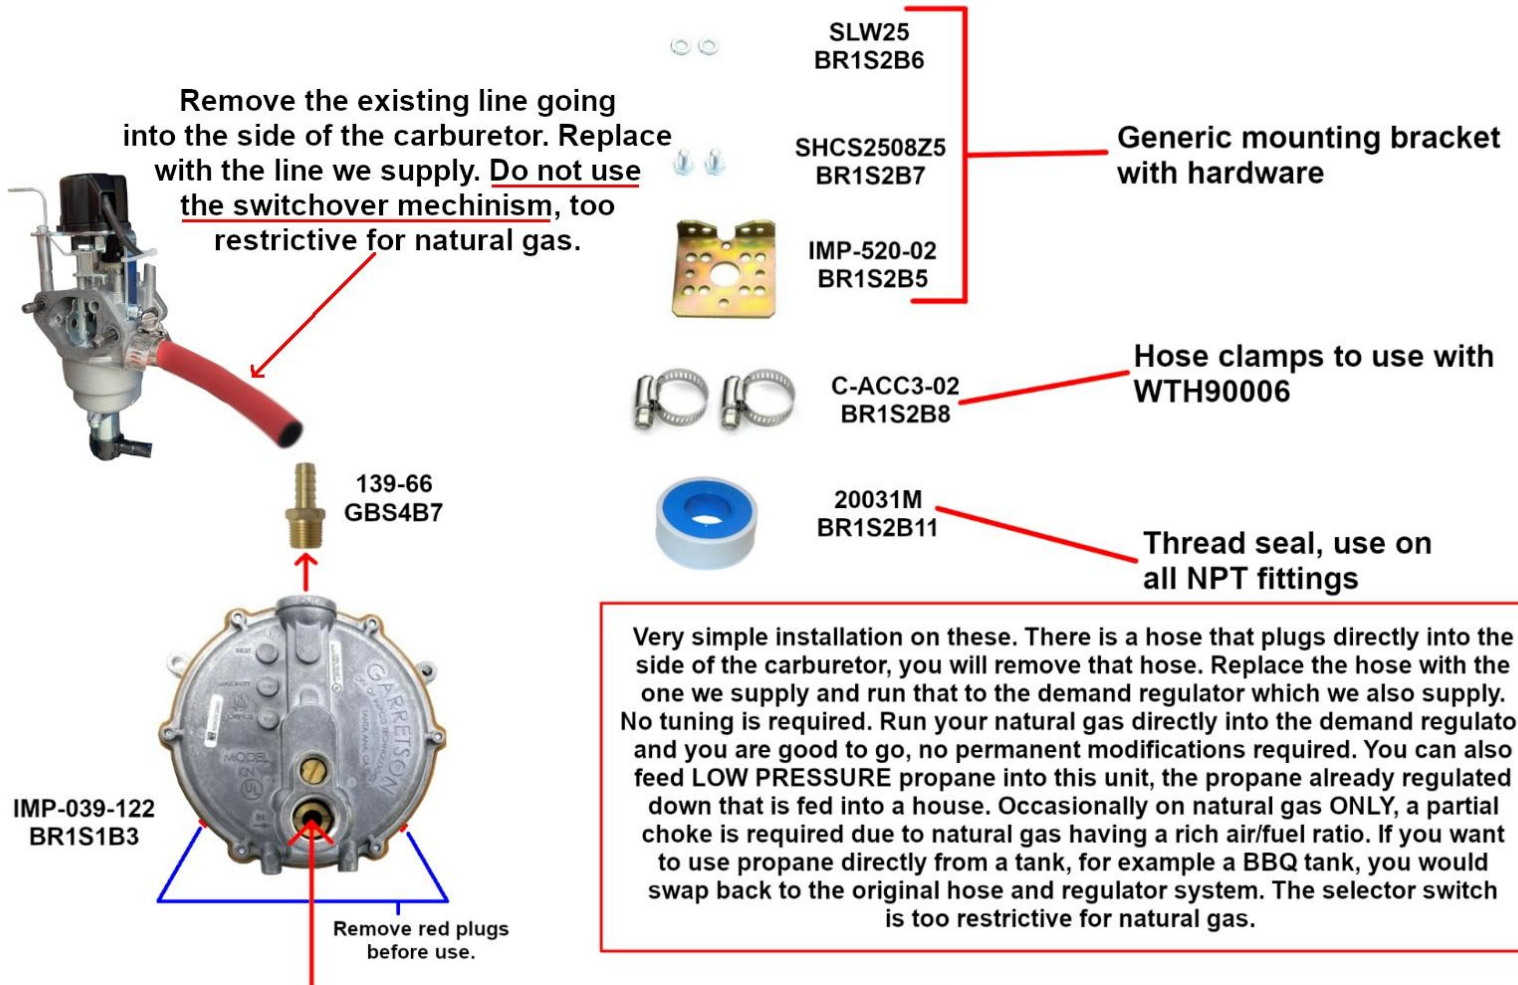 SLW25
BR1S2B6
Remove the existing line going
into the side of the carburetor. Replace
with the line we supply. Do not use
the switchover mechinism, too
restrictive for natural gas.
SHCS2508Z5
BR1S2B7
Generic mounting bracket
with hardware
IMP-520-02
BR1S2B5
C-ACC3-02
BR1S2B8
Hose clamps to use with
WTH90006
139-66
GBS4B7
20031M
BR1S2B11
Thread seal, use on
all NPT fittings
GARRETSON
MODEL
KN
IN
IMP-039-122
BR1S1B3
Remove red plugs
before use.
Very simple installation on these. There is a hose that plugs directly into the
side of the carburetor, you will remove that hose. Replace the hose with the
one we supply and run that to the demand regulator which we also supply.
No tuning is required. Run your natural gas directly into the demand regulato
and you are good to go, no permanent modifications required. You can also
feed LOW PRESSURE propane into this unit, the propane already regulated
down that is fed into a house. Occasionally on natural gas ONLY, a partial
choke is required due to natural gas having a rich air/fuel ratio. If you want
to use propane directly from a tank, for example a BBQ tank, you would
swap back to the original hose and regulator system. The selector switch
is too restrictive for natural gas.